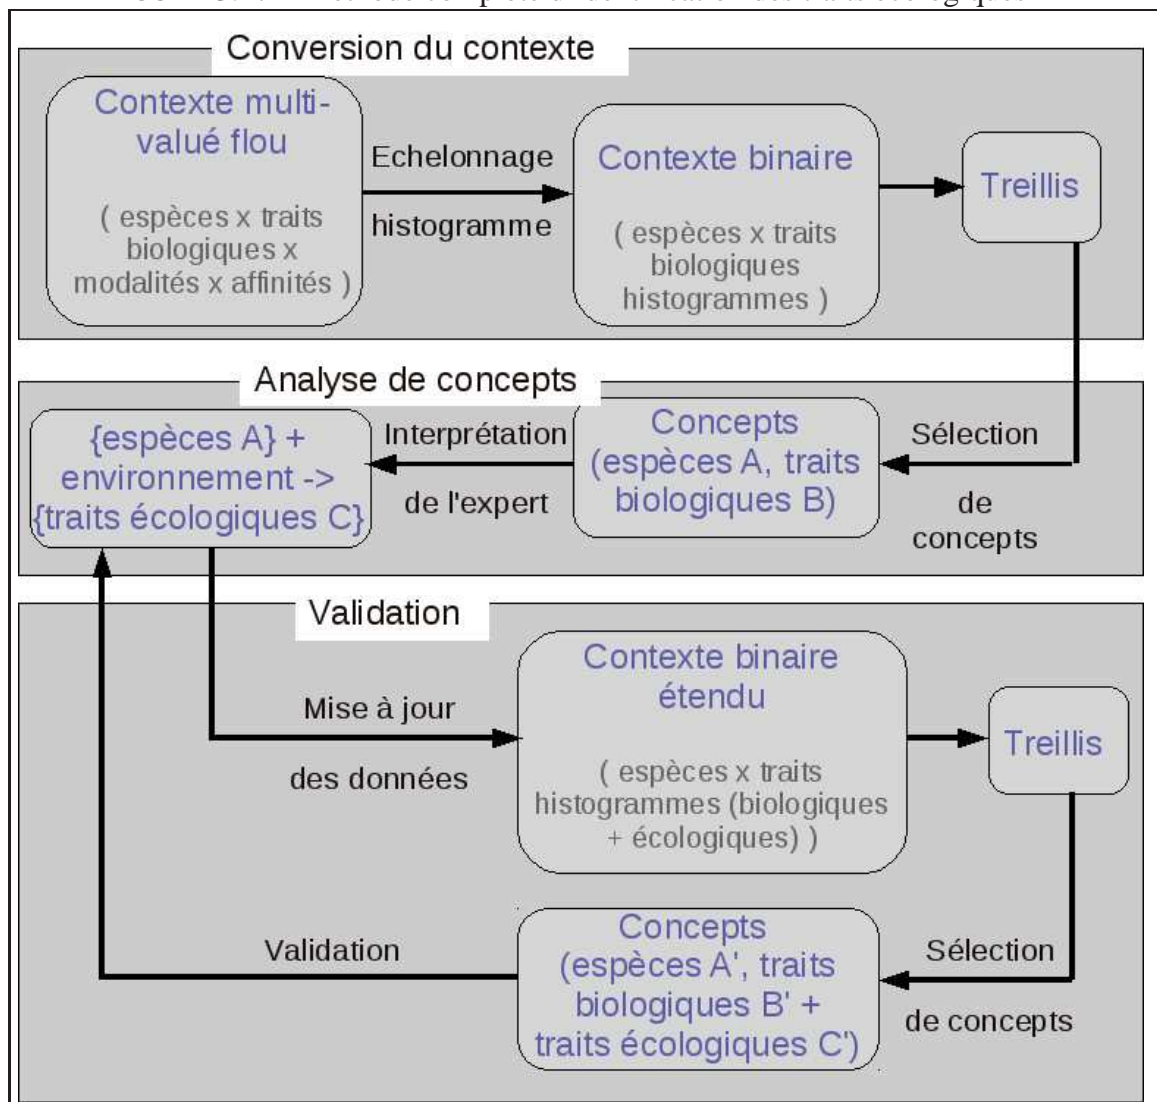 Conversion du contexte
Contexte multi-
valué flou
( espèces x traits
biologiques x
modalités x affinités )
Echelonnage
histogramme
Contexte binaire
( espèces x traits
biologiques
histogrammes )
Treillis
Analyse de concepts
{espèces A} +
environnement ->
{traits écologiques C}
Interprétation
de l'expert
Concepts
(espèces A, traits
biologiques B)
Sélection
de
concepts
Validation
Mise à jour
des données
Contexte binaire
étendu
( espèces x traits
histogrammes (biologiques
+ écologiques) )
Treillis
Validation
Concepts
(espèces A', traits
biologiques B' +
traits écologiques C')
Sélection
de concepts